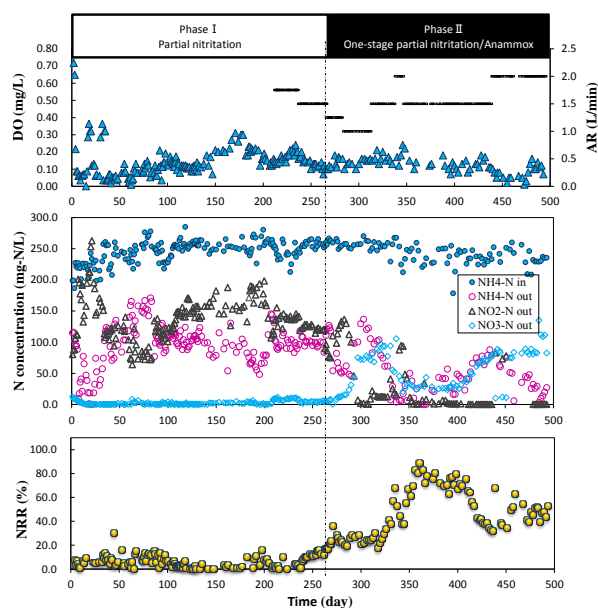 Phase Ⅰ
Partial nitritation
Phase Ⅱ
One-stage partial nitritation/Anammox
DO (mg/L)
0.80
0.70
0.60
0.50
0.40
0.30
0.20
0.10
0.00
2.5
2.0
1.5
1.0
0.5
0.0
AR (L/min)
0 50 100 150 200 250 300 350 400 450 500
N concentration (mg-N/L)
300.0
250.0
200.0
150.0
100.0
50.0
0.0
NH4-N in
NH4-N out
NO2-N out
NO3-N out
0 50 100 150 200 250 300 350 400 450 500
NRR (%)
100.0
80.0
60.0
40.0
20.0
0.0
0 50 100 150 200 250 300 350 400 450 500
Time (day)